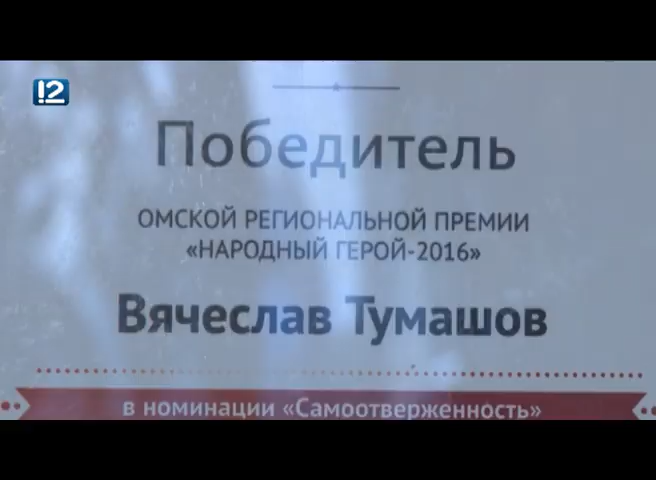 12
Победитель
ОМСКОЙ РЕГИОНАЛЬНОЙ ПРЕМИИ
«НАРОДНЫЙ ГЕРОЙ-2016»
Вячеслав Тумашов
в номинации «Самоотверженность»